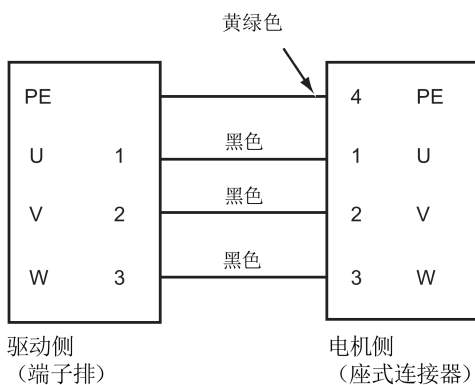 黄绿色
PE 4 PE
黑色
U 1 1 U
黑色
V 2 2 V
黑色
W 3 3 W
驱动侧 电机侧
（端子排） （座式连接器）